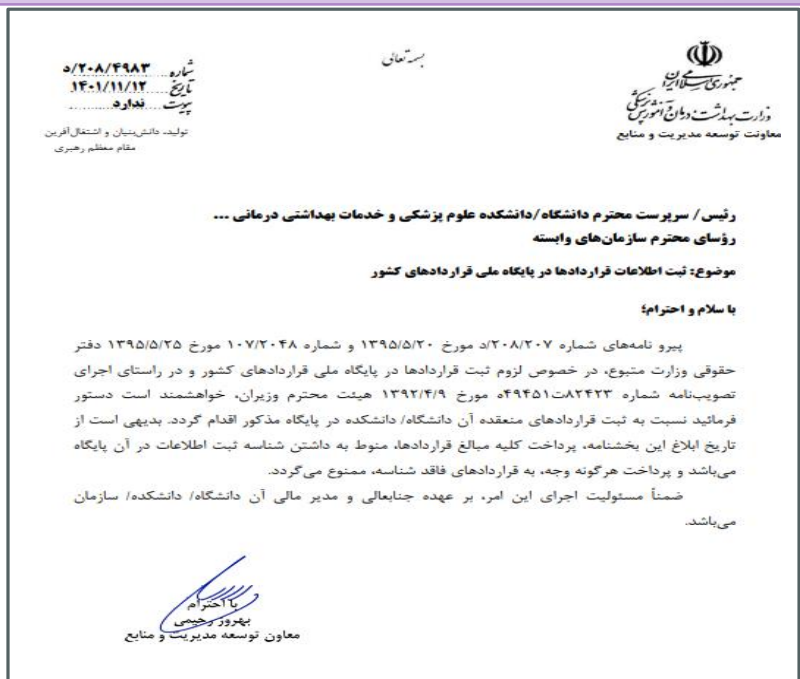 بسمه تعالی
جمهوری اسلامی ایران
وزارت بهداشت، درمان و آموزش پزشکی
معاونت توسعه مدیریت و منابع
شماره ۲۰۸/۴۹۸۳/د
تاریخ ۱۴۰۱/۱۱/۱۲
پیوست ندارد
تولید، دانش‌بنیان و اشتغال‌آفرین
مقام معظم رهبری
رئیس/ سرپرست محترم دانشگاه/دانشکده علوم پزشکی و خدمات بهداشتی درمانی ...
رؤسای محترم سازمان‌های وابسته
موضوع: ثبت اطلاعات قراردادها در پایگاه ملی قراردادهای کشور
با سلام و احترام؛
پیرو نامه‌های شماره ۲۰۸/۲۰۷/د مورخ ۱۳۹۵/۵/۲۰ و شماره ۱۰۷/۲۰۴۸ مورخ ۱۳۹۵/۵/۲۵ دفتر
حقوقی وزارت متبوع، در خصوص لزوم ثبت قراردادها در پایگاه ملی قراردادهای کشور و در راستای اجرای
تصویب‌نامه شماره ۸۲۴۲۳ت۴۹۴۵۱ه مورخ ۱۳۹۲/۴/۹ هیئت محترم وزیران، خواهشمند است دستور
فرمائید نسبت به ثبت قراردادهای منعقده آن دانشگاه/ دانشکده در پایگاه مذکور اقدام گردد. بدیهی است از
تاریخ ابلاغ این بخشنامه، پرداخت کلیه مبالغ قراردادها، منوط به داشتن شناسه ثبت اطلاعات در آن پایگاه
می‌باشد و پرداخت هرگونه وجه، به قراردادهای فاقد شناسه، ممنوع می‌گردد.
ضمناً مسئولیت اجرای این امر، بر عهده جنابعالی و مدیر مالی آن دانشگاه/ دانشکده/ سازمان
می‌باشد.
با احترام
بهروز رحیمی
معاون توسعه مدیریت و منابع